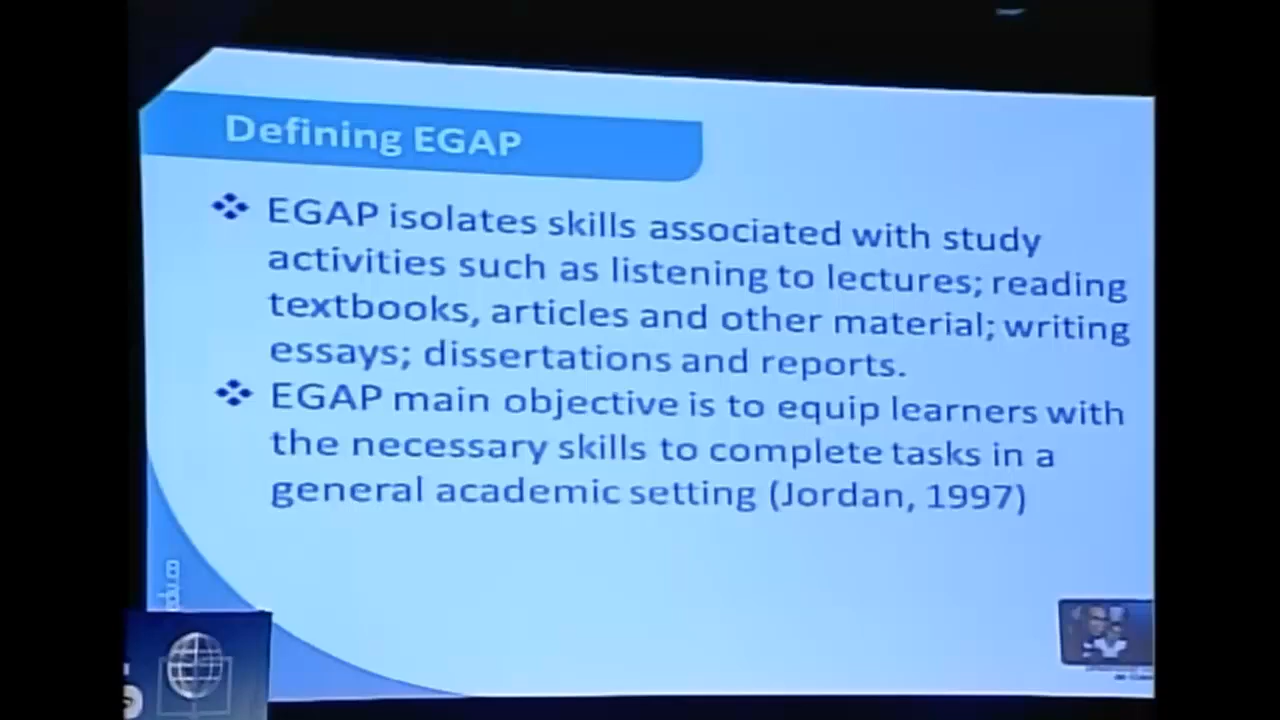 Defining EGAP
❖ EGAP isolates skills associated with study
activities such as listening to lectures; reading
textbooks, articles and other material; writing
essays; dissertations and reports.
❖ EGAP main objective is to equip learners with
the necessary skills to complete tasks in a
general academic setting (Jordan, 1997)
edu.co